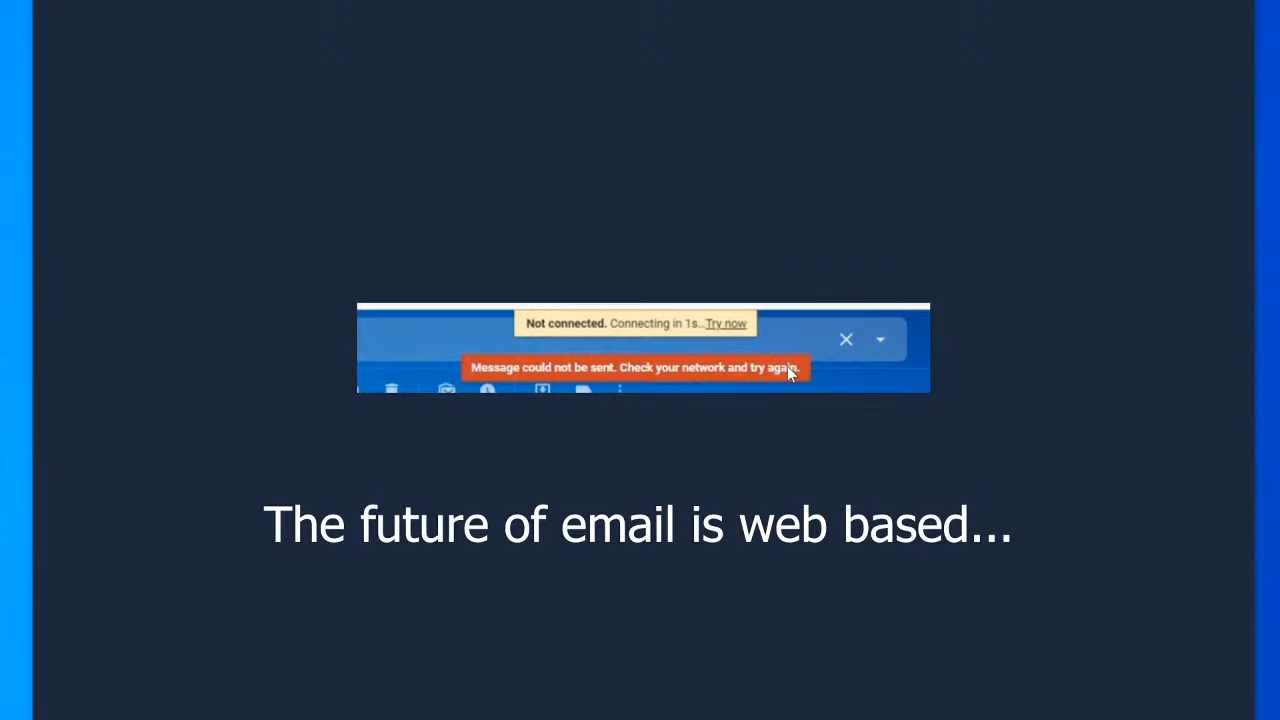 Not connected. Connecting in 1s...Try now
Message could not be sent. Check your network and try again.
The future of email is web based...